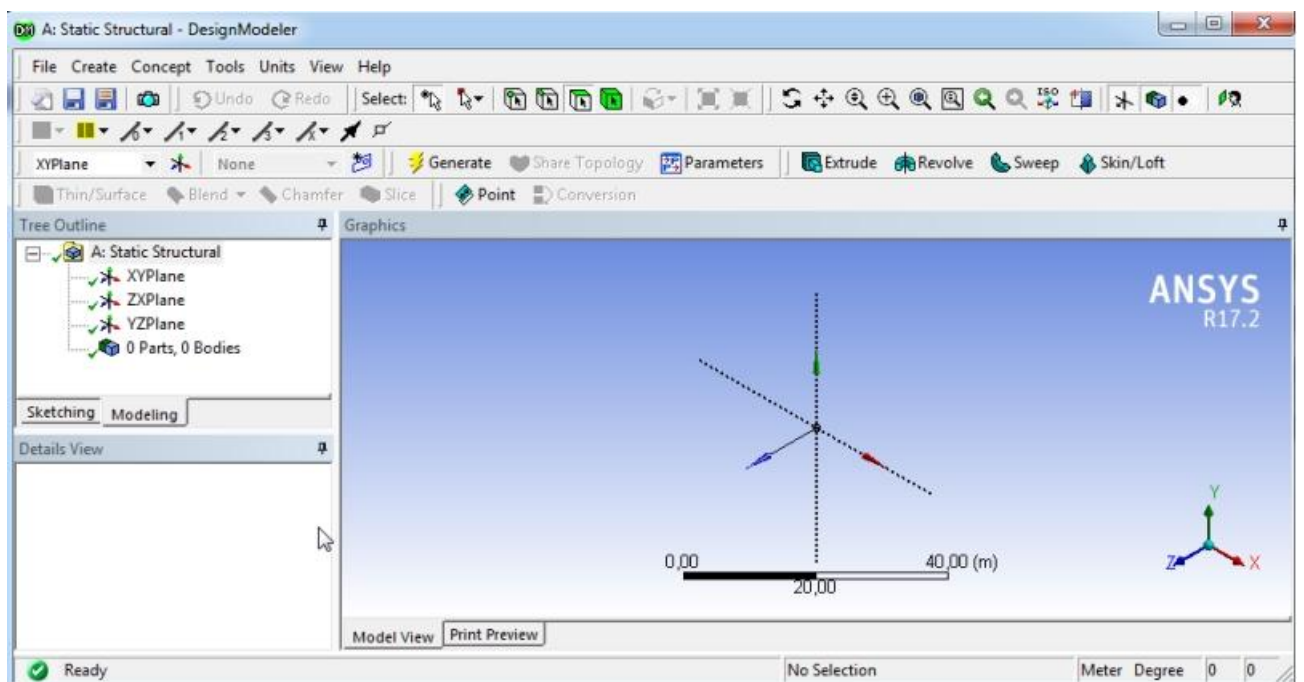 DM A: Static Structural - DesignModeler
File Create Concept Tools Units View Help
Undo Redo Select: ISO
XYPlane None Generate Share Topology Parameters Extrude Revolve Sweep Skin/Loft
Thin/Surface Blend Chamfer Slice Point Conversion
Tree Outline
A: Static Structural
XYPlane
ZXPlane
YZPlane
0 Parts, 0 Bodies
Sketching Modeling
Details View
Graphics
ANSYS
R17.2
0,00 40,00 (m)
20,00
Y
Z X
Model View Print Preview
Ready No Selection Meter Degree 0 0